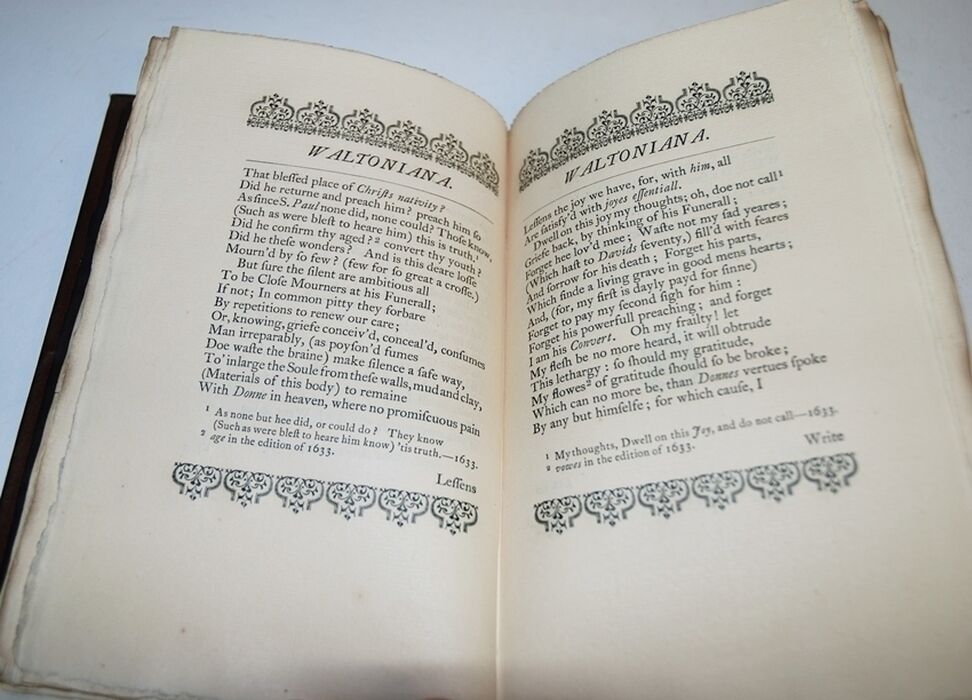 WALTONIANA.
That bleſſed place of Chriſts nativity?
Did he returne and preach him? preach him ſo
As ſince S. Paul none did, none could? Thoſe know,
(Such as were bleſt to heare him) this is truth.¹
Did he confirm thy aged?² convert thy youth?
Did he theſe wonders? And is this deare loſſe
Mourn'd by ſo few? (few for ſo great a croſſe.)
But ſure the ſilent are ambitious all
To be Cloſe Mourners at his Funerall;
If not; In common pitty they forbare
By repetitions to renew our care;
Or, knowing, griefe conceiv'd, conceal'd, conſumes
Man irreparably, (as poyſon'd fumes
Doe waſte the braine) make ſilence a ſafe way,
To' inlarge the Soule from theſe walls, mud and clay,
(Materials of this body) to remaine
With Donne in heaven, where no promiſcuous pain
¹ As none but hee did, or could do? They know
(Such as were bleſt to heare him know) 'tis truth.—1633.
² age in the edition of 1633.
Leſſens
WALTONIANA.
Leſſens the joy we have, for, with him, all
Are ſatisfy'd with joyes eſſentiall.
Dwell on this joy my thoughts; oh, doe not call¹
Griefe back, by thinking of his Funerall;
Forget hee lov'd mee; Waſte not my ſad yeares;
(Which haſt to Davids ſeventy,) fill'd with feares
And ſorrow for his death; Forget his parts,
Which finde a living grave in good mens hearts;
And, (for, my firſt is dayly payd for ſinne)
Forget to pay my ſecond ſigh for him:
Forget his powerfull preaching; and forget
I am his Convert. Oh my frailty! let
My fleſh be no more heard, it will obtrude
This lethargy: ſo ſhould my gratitude,
My flowes² of gratitude ſhould ſo be broke;
Which can no more be, than Donnes vertues ſpoke
By any but himſelfe; for which cauſe, I
¹ My thoughts, Dwell on this Joy, and do not call—1633.
² vowes in the edition of 1633.
Write